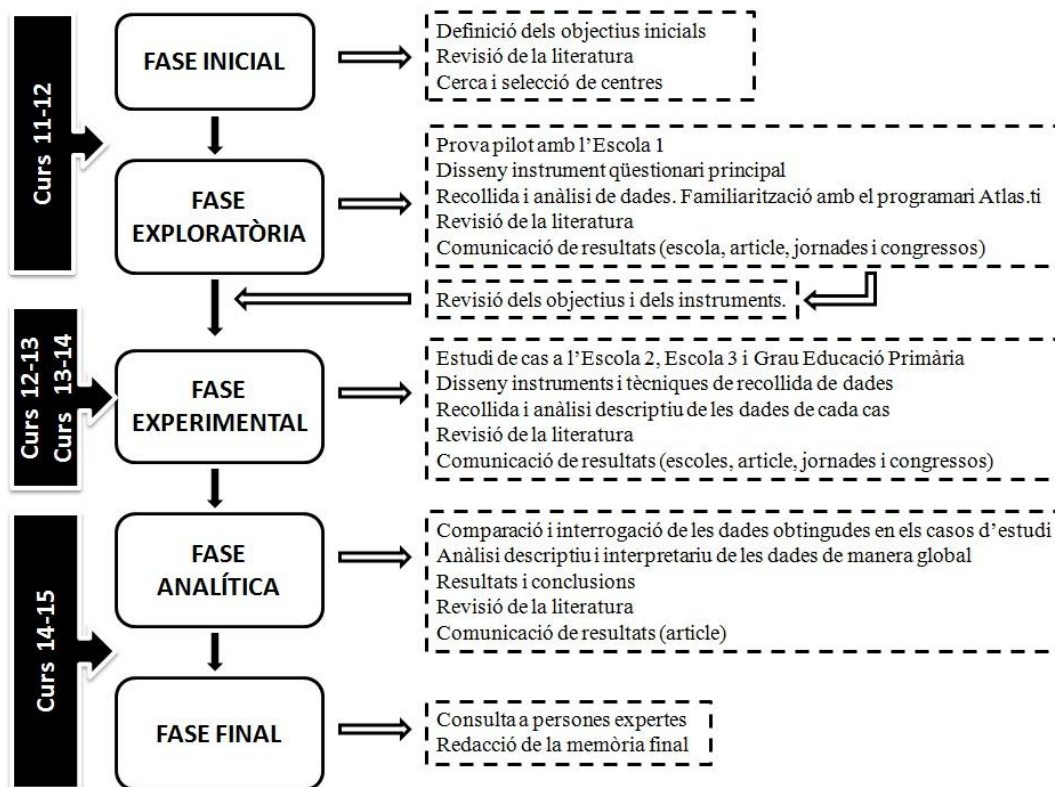 Curs 11-12
FASE INICIAL
Definició dels objectius inicials
Revisió de la literatura
Cerca i selecció de centres
FASE
EXPLORATÒRIA
Prova pilot amb l'Escola 1
Disseny instrument qüestionari principal
Recollida i anàlisi de dades. Familiarització amb el programari Atlas.ti
Revisió de la literatura
Comunicació de resultats (escola, article, jornades i congressos)
Revisió dels objectius i dels instruments.
Curs 12-13
Curs 13-14
FASE
EXPERIMENTAL
Estudi de cas a l'Escola 2, Escola 3 i Grau Educació Primària
Disseny instruments i tècniques de recollida de dades
Recollida i anàlisi descriptiu de les dades de cada cas
Revisió de la literatura
Comunicació de resultats (escoles, article, jornades i congressos)
Curs 14-15
FASE
ANALÍTICA
Comparació i interrogació de les dades obtingudes en els casos d'estudi
Anàlisi descriptiu i interpretariu de les dades de manera global
Resultats i conclusions
Revisió de la literatura
Comunicació de resultats (article)
FASE FINAL
Consulta a persones expertes
Redacció de la memòria final